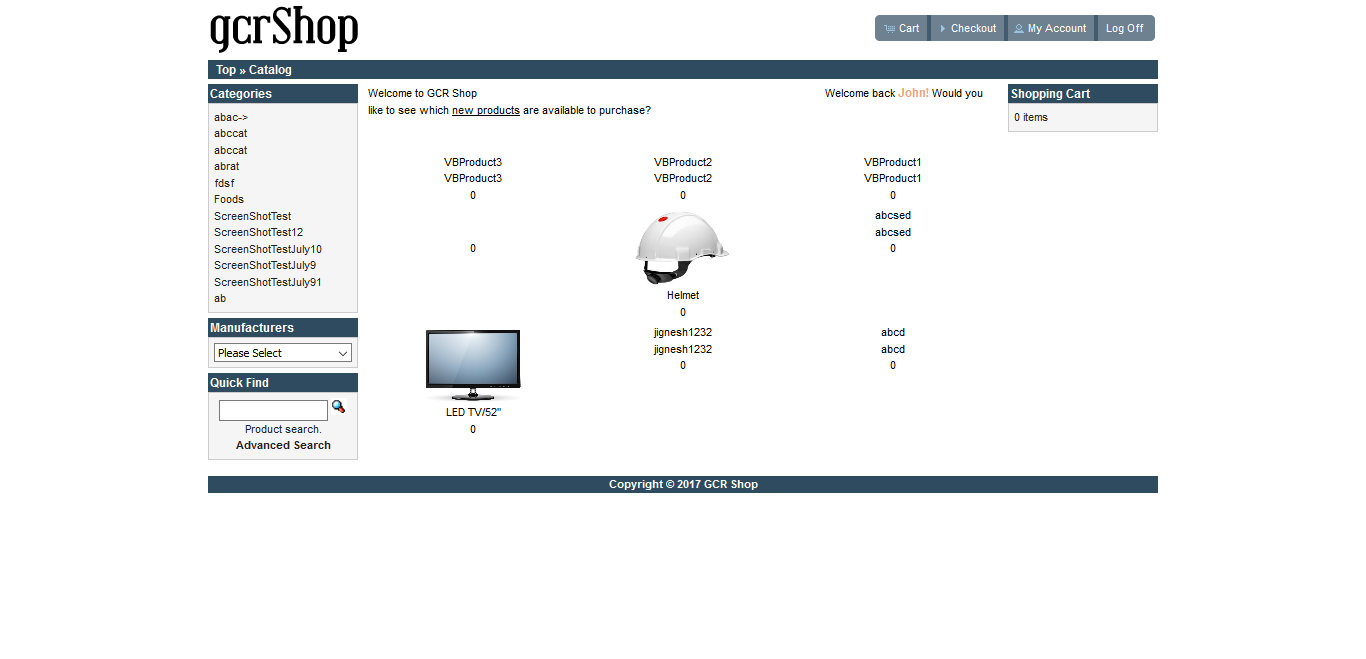 gcrShop
Cart
Checkout
My Account
Log Off
Top » Catalog
Categories
abac->
abccat
abccat
abrat
fdsf
Foods
ScreenShotTest
ScreenShotTest12
ScreenShotTestJuly10
ScreenShotTestJuly9
ScreenShotTestJuly91
ab
Manufacturers
Please Select
Quick Find
Product search.
Advanced Search
Welcome to GCR Shop
Welcome back John! Would you
like to see which new products are available to purchase?
VBProduct3
VBProduct3
0
VBProduct2
VBProduct2
0
VBProduct1
VBProduct1
0
0
Helmet
0
abcsed
abcsed
0
LED TV/52"
0
jignesh1232
jignesh1232
0
abcd
abcd
0
Shopping Cart
0 items
Copyright © 2017 GCR Shop